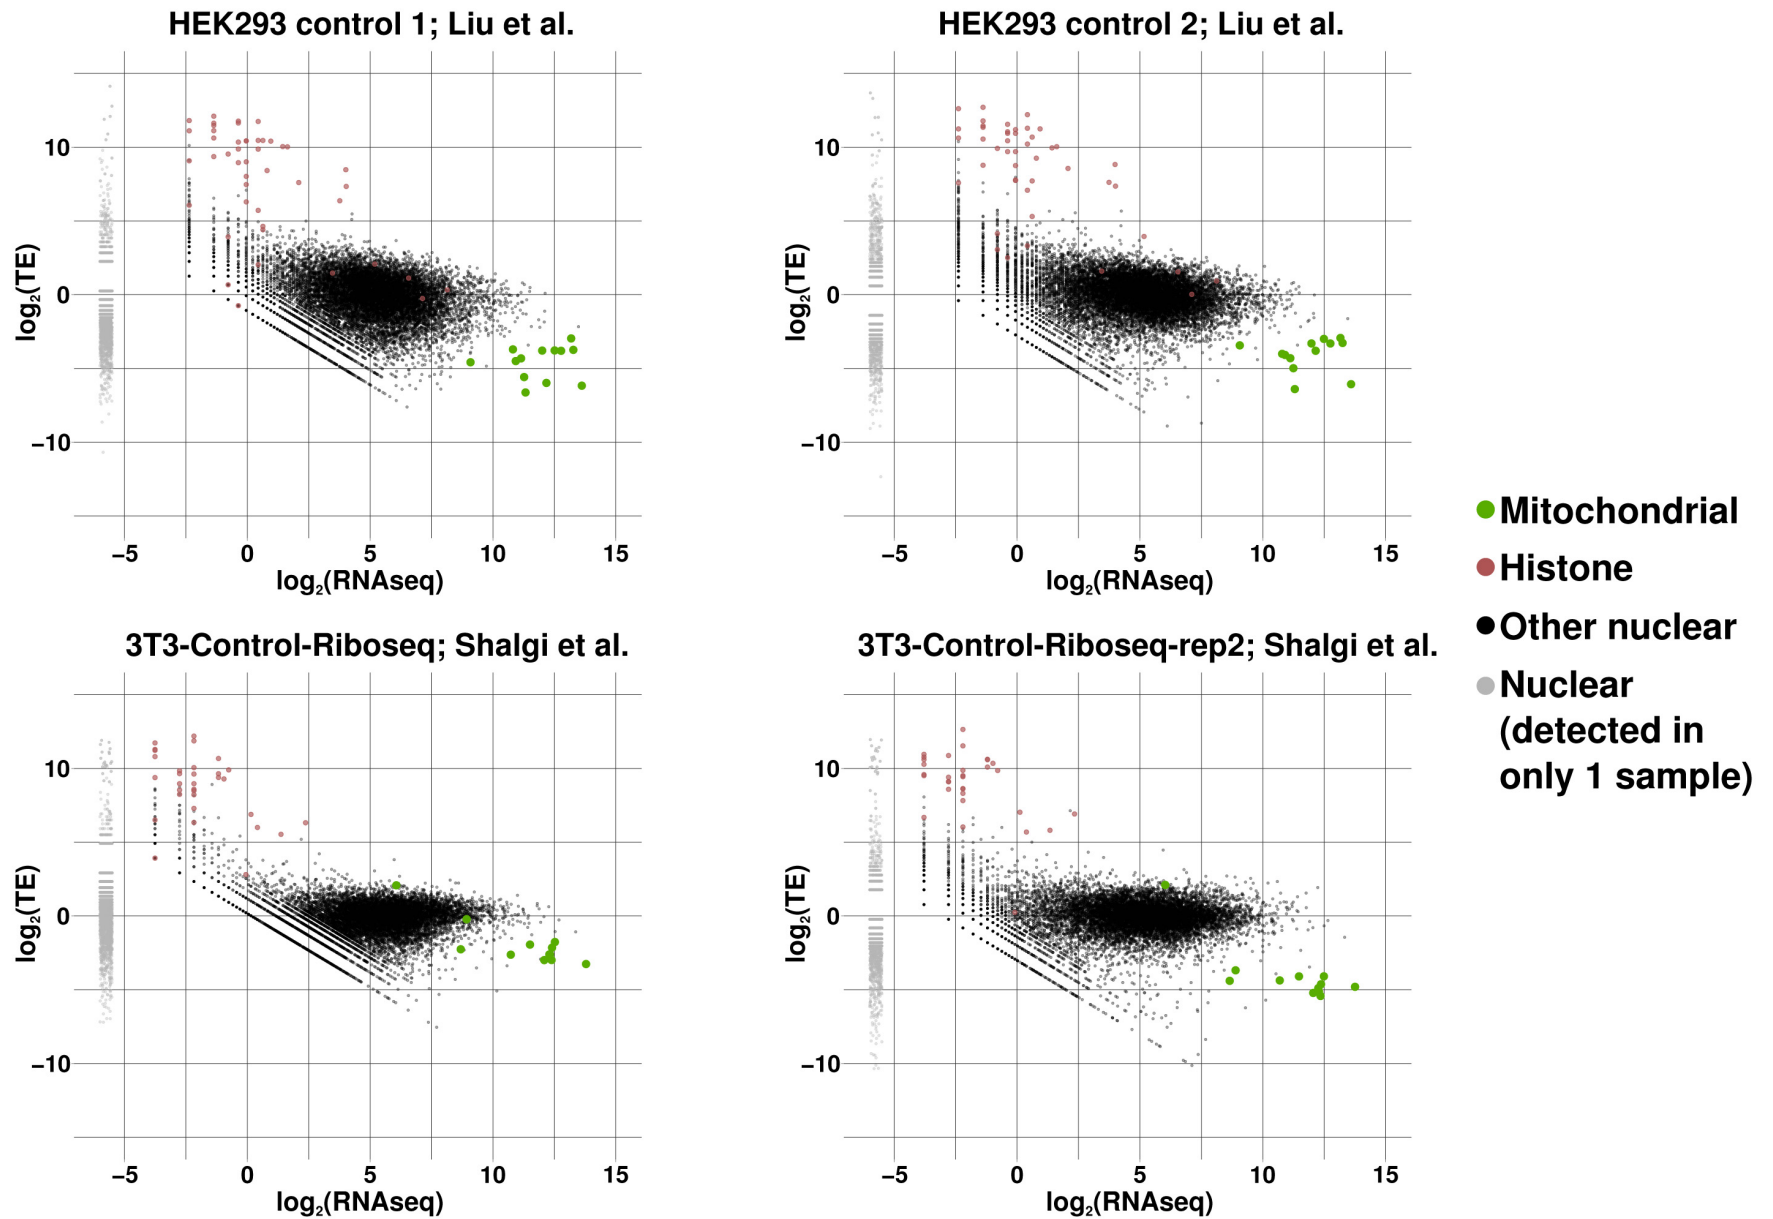 HEK293 control 1; Liu et al.
10
0
−10
log2(TE)
−5 0 5 10 15
log2(RNAseq)
HEK293 control 2; Liu et al.
10
0
−10
log2(TE)
−5 0 5 10 15
log2(RNAseq)
3T3-Control-Riboseq; Shalgi et al.
10
0
−10
log2(TE)
−5 0 5 10 15
log2(RNAseq)
3T3-Control-Riboseq-rep2; Shalgi et al.
10
0
−10
log2(TE)
−5 0 5 10 15
log2(RNAseq)
Mitochondrial
Histone
Other nuclear
Nuclear
(detected in
only 1 sample)